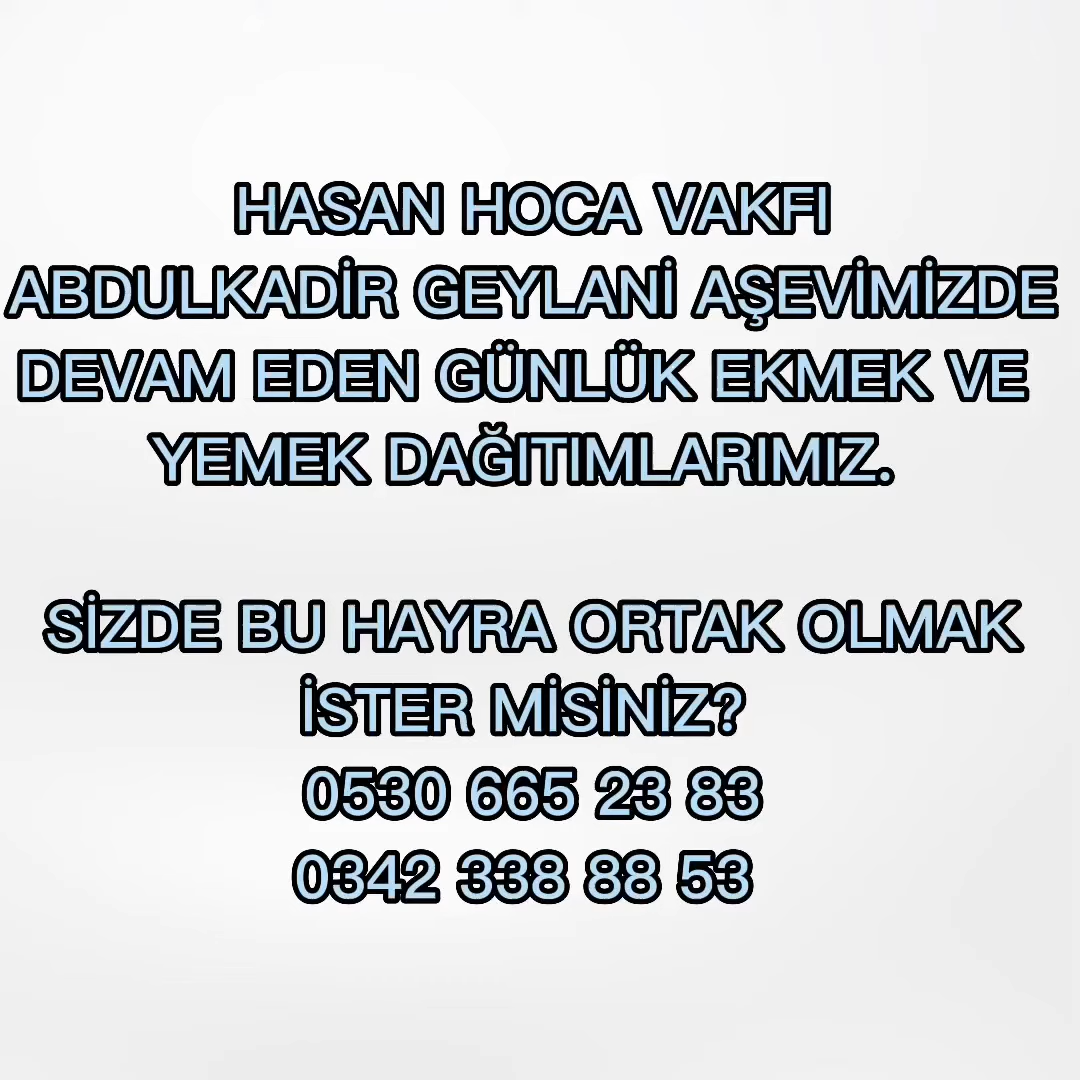 HASAN HOCA VAKFI
ABDULKADİR GEYLANİ AŞEVİMİZDE
DEVAM EDEN GÜNLÜK EKMEK VE
YEMEK DAĞITIMLARIMIZ.
SİZDE BU HAYRA ORTAK OLMAK
İSTER MİSİNİZ?
0530 665 23 83
0342 338 88 53